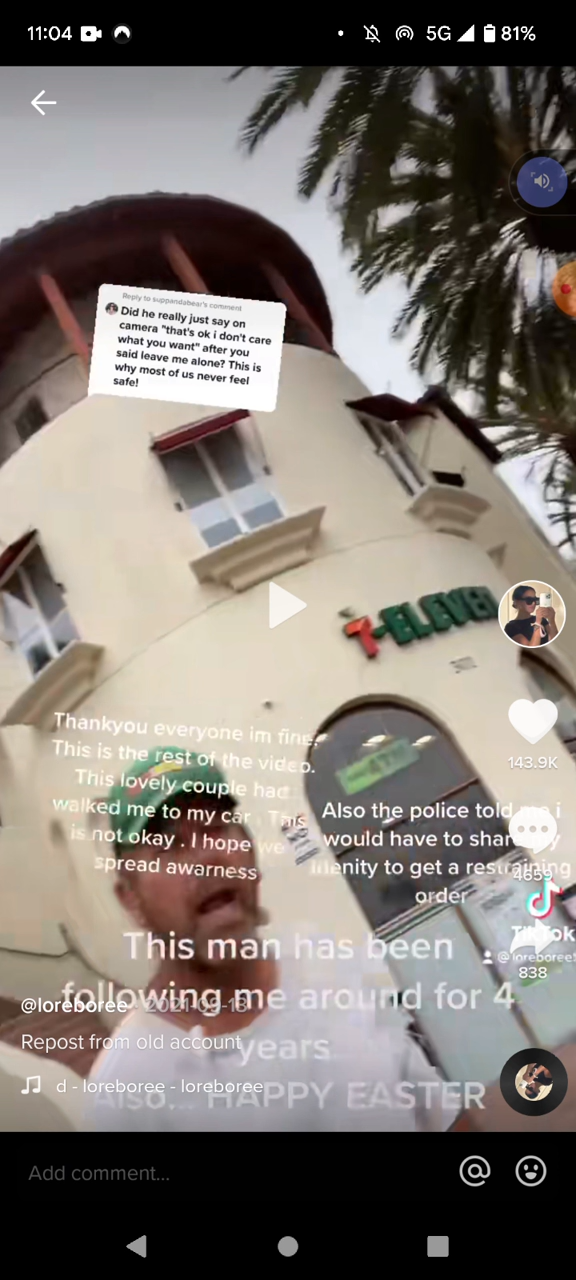 11:04
5G
81%
Reply to suppandabear's comment
Did he really just say on
camera "that's ok i don't care
what you want" after you
said leave me alone? This is
why most of us never feel
safe!
7-ELEVEN
143.9K
Thankyou everyone im fine.
This is the rest of the video.
This lovely couple had
walked me to my car . This
is not okay . I hope we
spread awarness
Also the police told me i
would have to share my
idenity to get a restraining
order
4659
TikTok
@loreboree
838
This man has been
following me around for 4
years
Also... HAPPY EASTER
@loreboree · 2021-09-18
Repost from old account
d - loreboree - loreboree
Add comment...